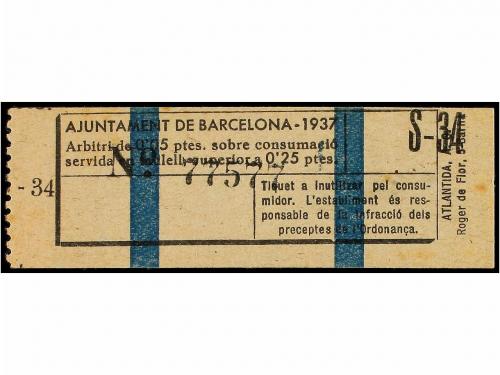 AJUNTAMENT DE BARCELONA - 1937
Arbitri de 0'05 ptes. sobre consumació
servida en taulell, superior a 0'25 ptes.
Nº 77577
S-34
- 34
Tiquet a inutilitzar pel consu-
midor. L'establiment és res-
ponsable de la infracció dels
preceptes de l'Ordenança.
ATLANTIDA,
Roger de Flor,